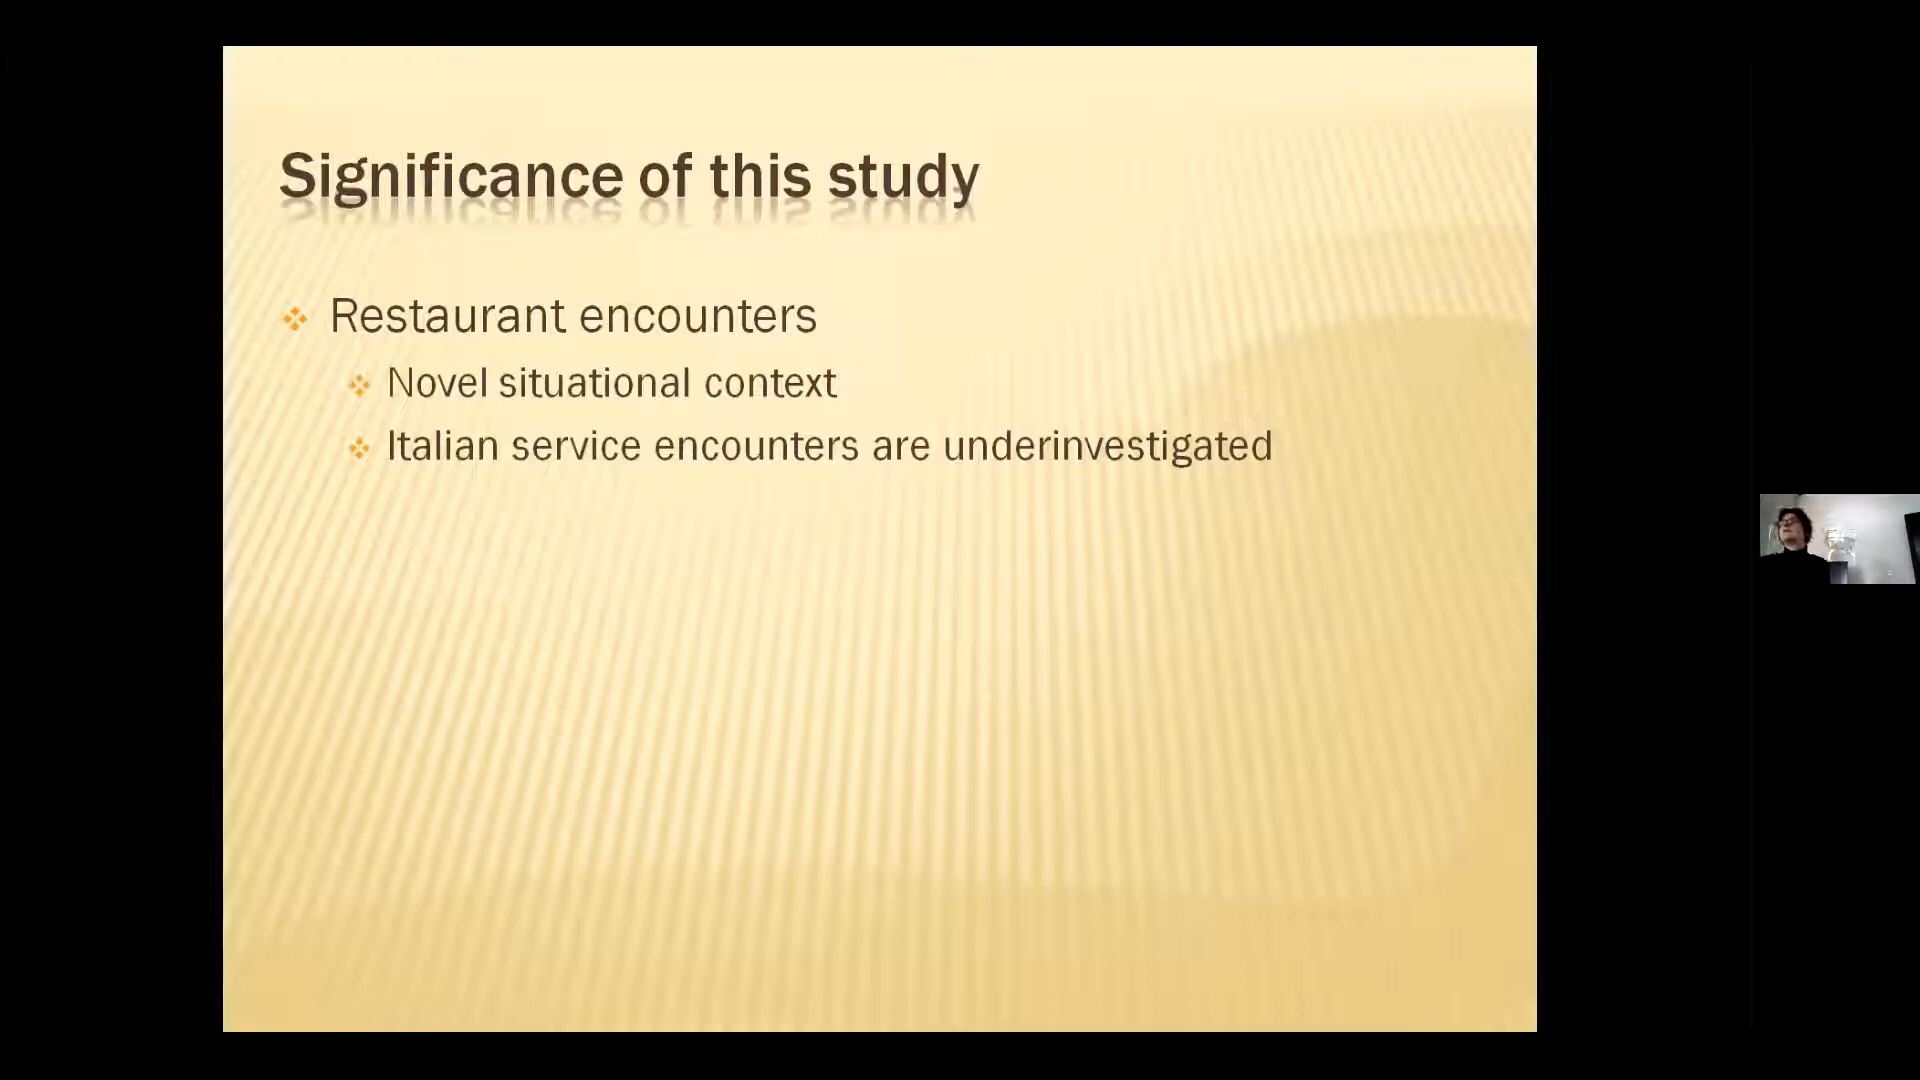 Significance of this study
Restaurant encounters
Novel situational context
Italian service encounters are underinvestigated